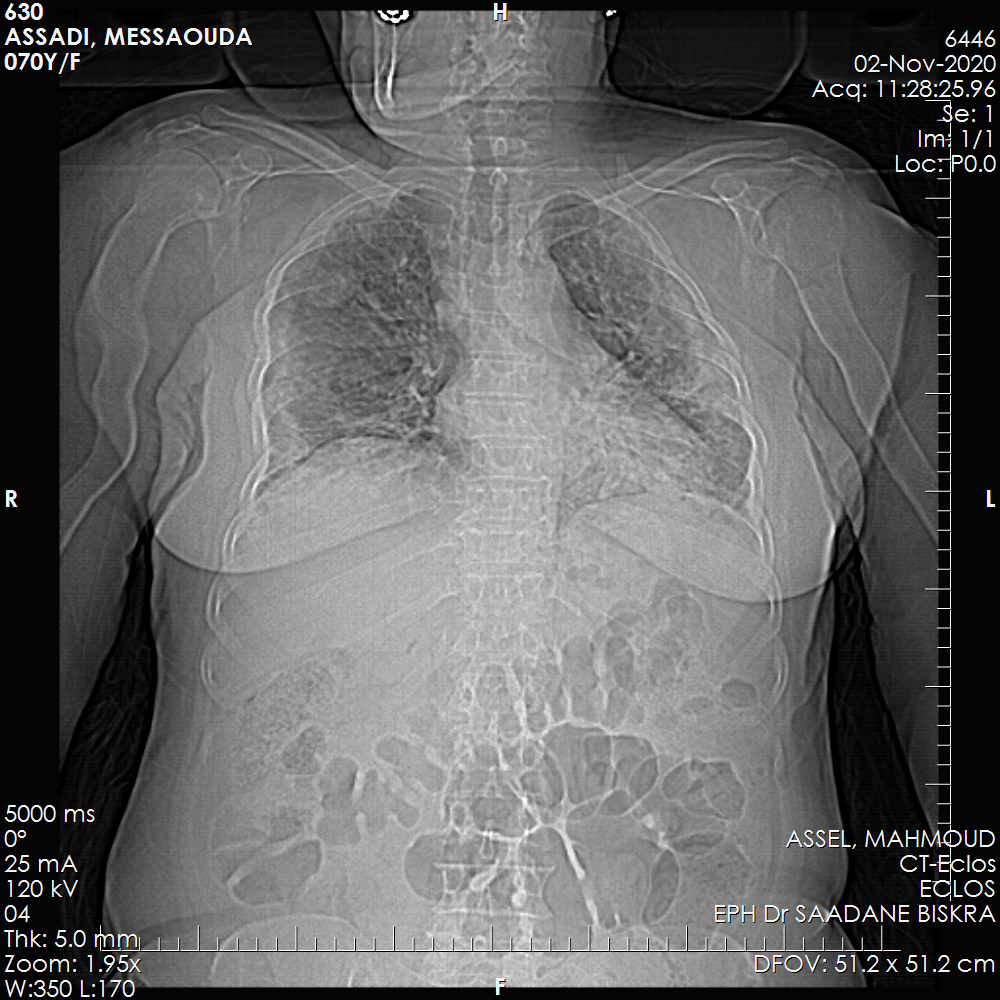 630
ASSADI, MESSAOUDA
070Y/F
H
6446
02-Nov-2020
Acq: 11:28:25.96
Se: 1
Im: 1/1
Loc: P0.0
R
L
5000 ms
0°
25 mA
120 kV
04
Thk: 5.0 mm
Zoom: 1.95x
W:350 L:170
F
ASSEL, MAHMOUD
CT-Eclos
ECLOS
EPH Dr SAADANE BISKRA
DFOV: 51.2 x 51.2 cm